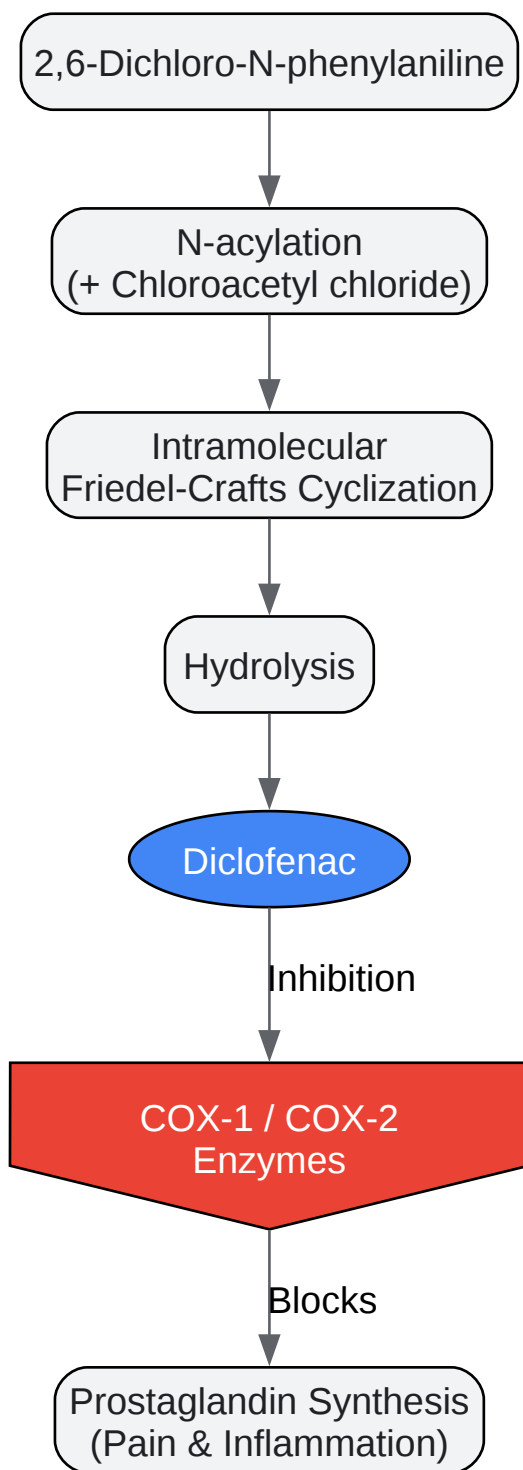 2,6-Dichloro-N-phenylaniline
N-acylation
(+ Chloroacetyl chloride)
Intramolecular
Friedel-Crafts Cyclization
Hydrolysis
Diclofenac
Inhibition
COX-1 / COX-2
Enzymes
Blocks
Prostaglandin Synthesis
(Pain & Inflammation)